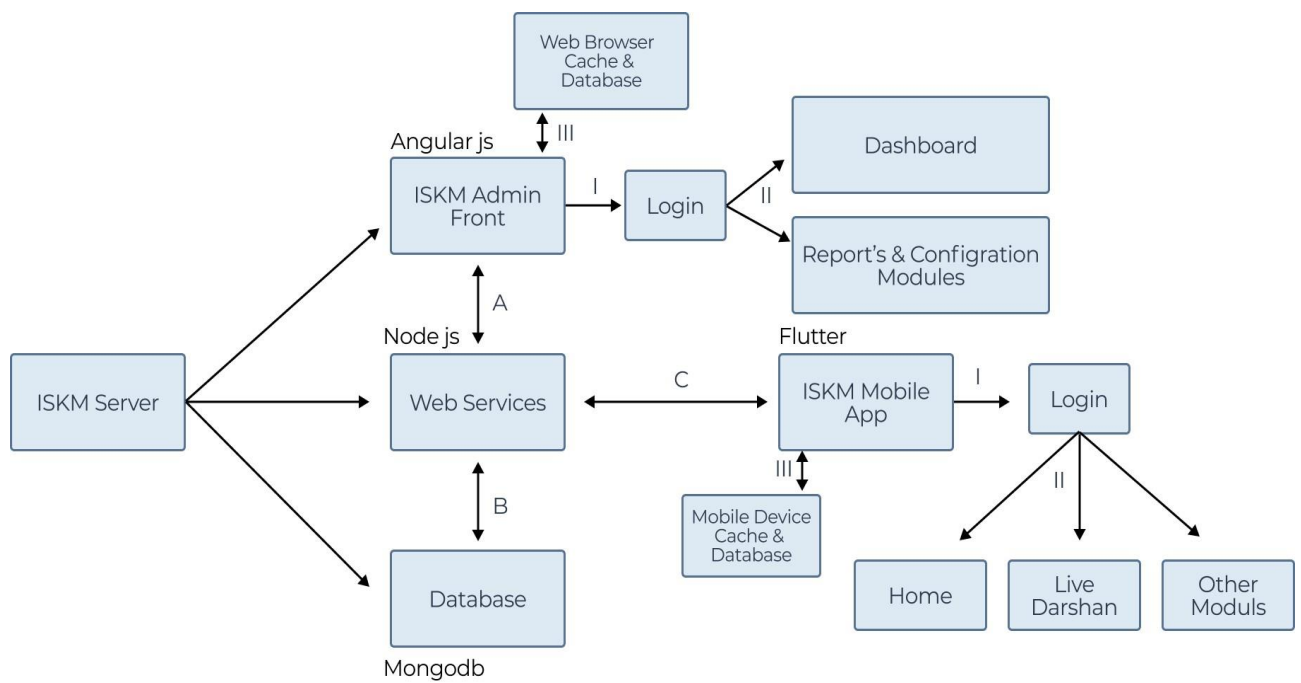 Web Browser
Cache &
Database
III
Angular js
ISKM Admin
Front
I
Login
II
Dashboard
Report's & Configration
Modules
A
Node js
ISKM Server
Web Services
C
Flutter
ISKM Mobile
App
I
Login
III
Mobile Device
Cache &
Database
II
Home
Live
Darshan
Other
Moduls
B
Database
Mongodb